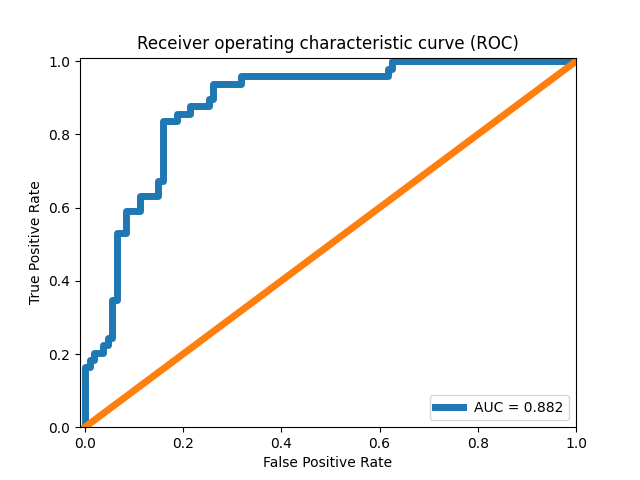 Receiver operating characteristic curve (ROC)
True Positive Rate
1.0
0.8
0.6
0.4
0.2
0.0
AUC = 0.882
0.0 0.2 0.4 0.6 0.8 1.0
False Positive Rate